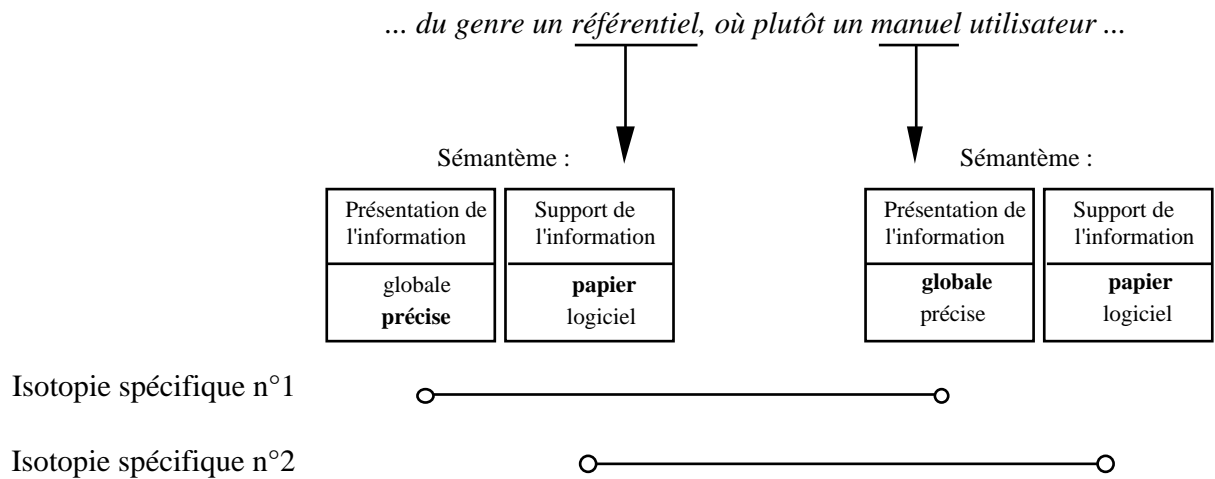 ... du genre un référentiel, où plutôt un manuel utilisateur ...
Sémantème :
Présentation de
l'information
Support de
l'information
globale
précise
papier
logiciel
Sémantème :
Présentation de
l'information
Support de
l'information
globale
précise
papier
logiciel
Isotopie spécifique n°1
Isotopie spécifique n°2